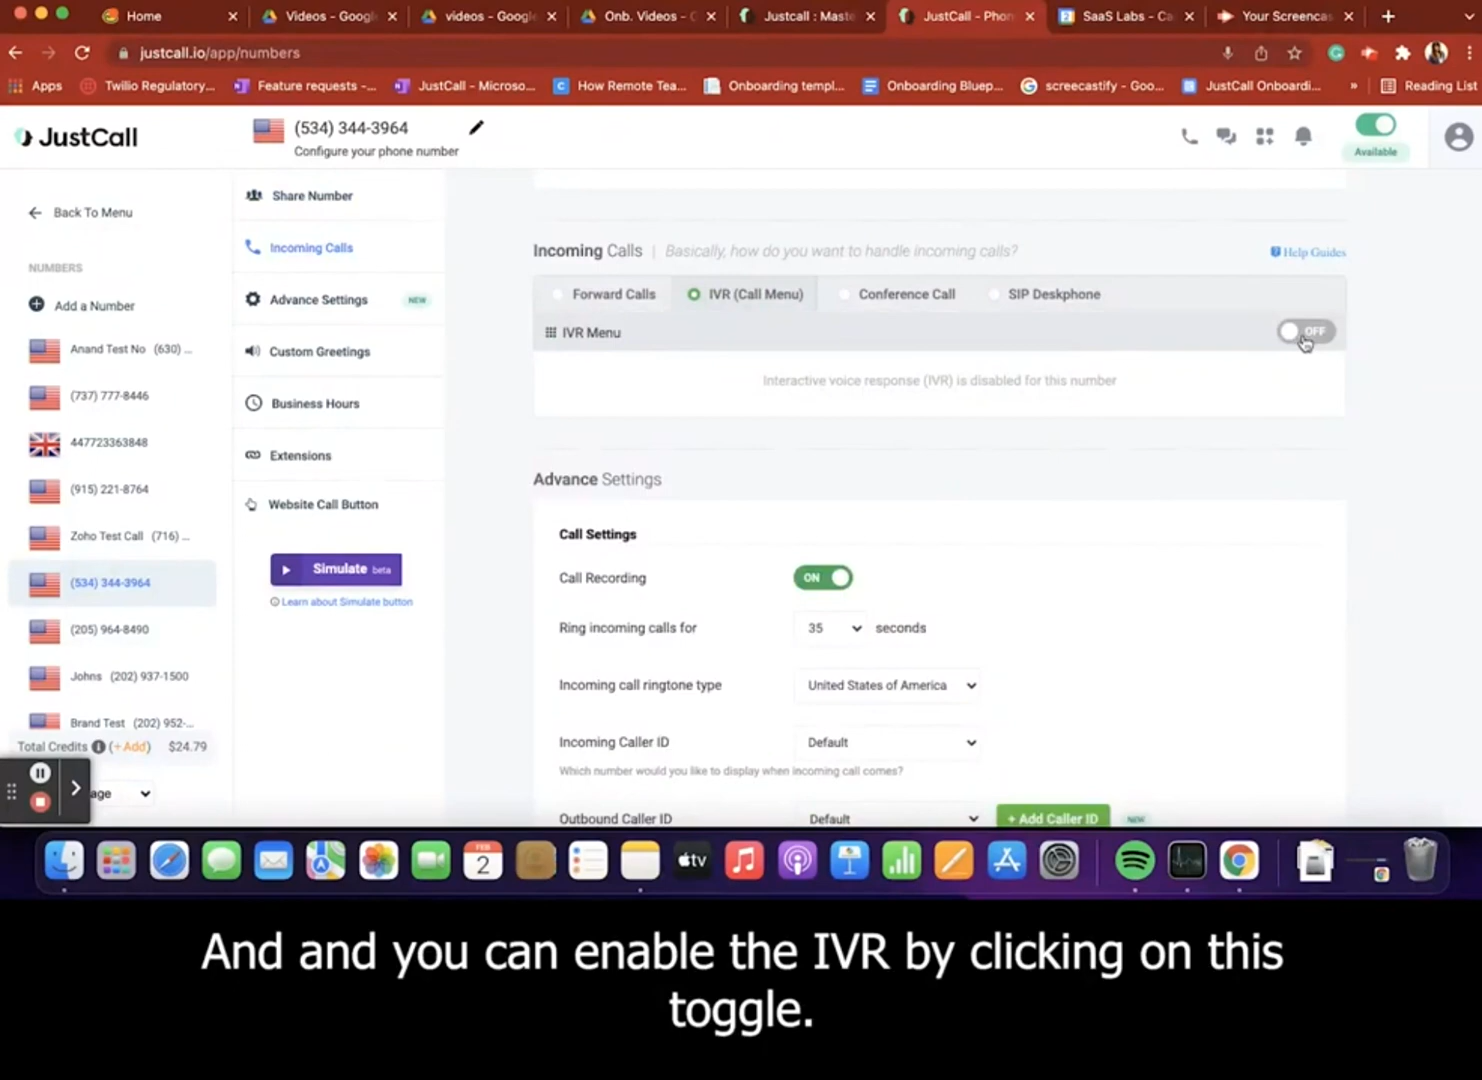 Home
Videos - Google
videos - Google
Onb. Videos - G
Justcall : Maste
JustCall - Phon
SaaS Labs - Ca
Your Screencas
justcall.io/app/numbers
Apps
Twilio Regulatory...
Feature requests -...
JustCall - Microso...
How Remote Tea...
Onboarding templ...
Onboarding Bluep...
screecastify - Goo...
JustCall Onboardi...
»
Reading List
JustCall
(534) 344-3964
Configure your phone number
Available
Back To Menu
NUMBERS
Add a Number
Anand Test No (630) ...
(737) 777-8446
447723363848
(915) 221-8764
Zoho Test Call (716) ...
(534) 344-3964
(205) 964-8490
Johns (202) 937-1500
Brand Test (202) 952-...
Total Credits (+Add) $24.79
age
Share Number
Incoming Calls
Advance Settings NEW
Custom Greetings
Business Hours
Extensions
Website Call Button
Simulate beta
Learn about Simulate button
Incoming Calls | Basically, how do you want to handle incoming calls?
Help Guides
Forward Calls
IVR (Call Menu)
Conference Call
SIP Deskphone
IVR Menu
OFF
Interactive voice response (IVR) is disabled for this number
Advance Settings
Call Settings
Call Recording ON
Ring incoming calls for 35 seconds
Incoming call ringtone type United States of America
Incoming Caller ID Default
Which number would you like to display when incoming call comes?
Outbound Caller ID Default + Add Caller ID NEW
FEB
2
tv
And and you can enable the IVR by clicking on this
toggle.